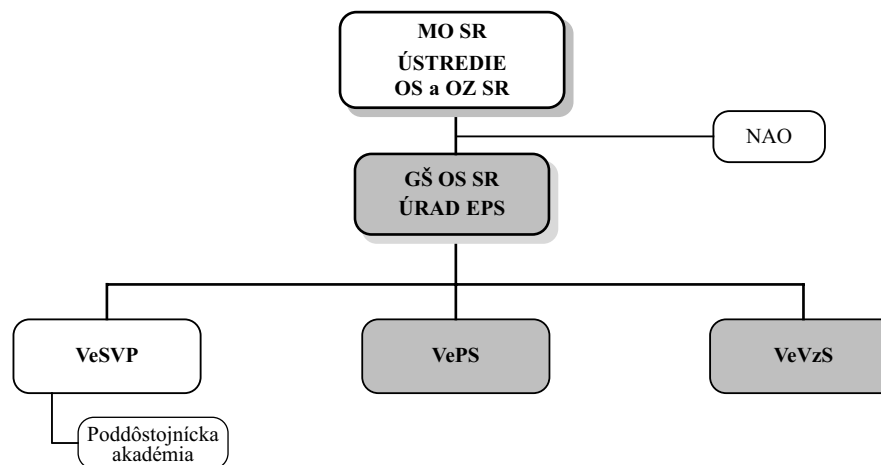 MO SR
ÚSTREDIE
OS a OZ SR
NAO
GŠ OS SR
ÚRAD EPS
VeSVP
VePS
VeVzS
Poddôstojnícka
akadémia